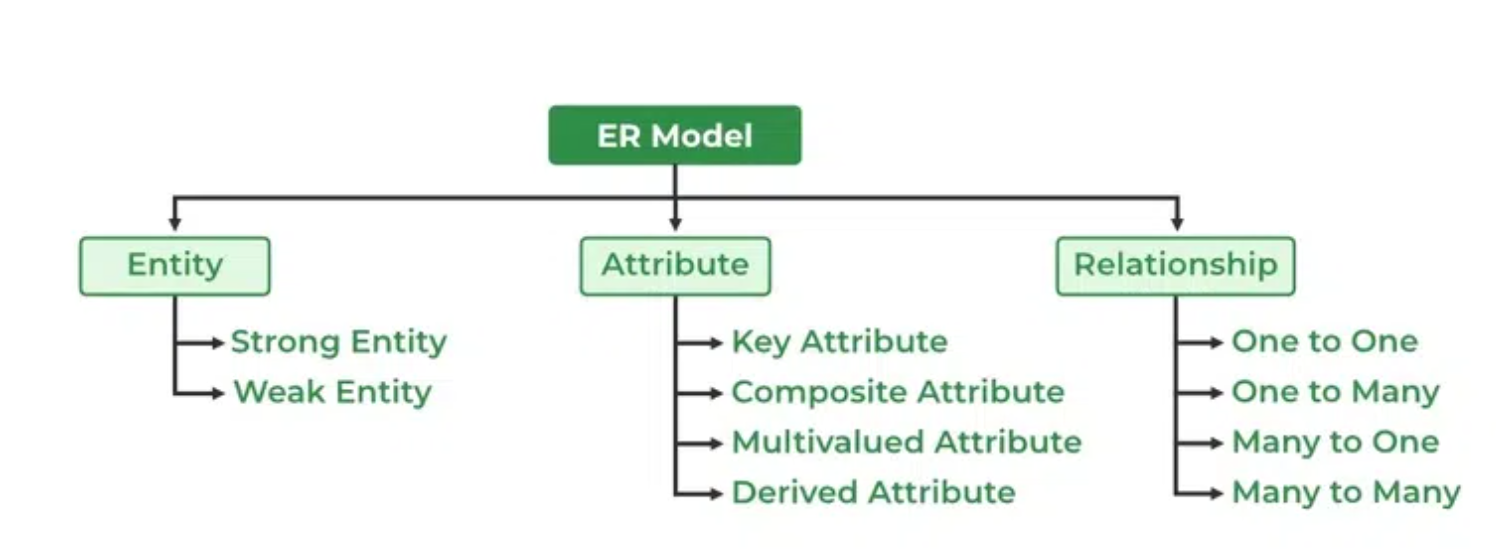 ER Model
Entity
Strong Entity
Weak Entity
Attribute
Key Attribute
Composite Attribute
Multivalued Attribute
Derived Attribute
Relationship
One to One
One to Many
Many to One
Many to Many